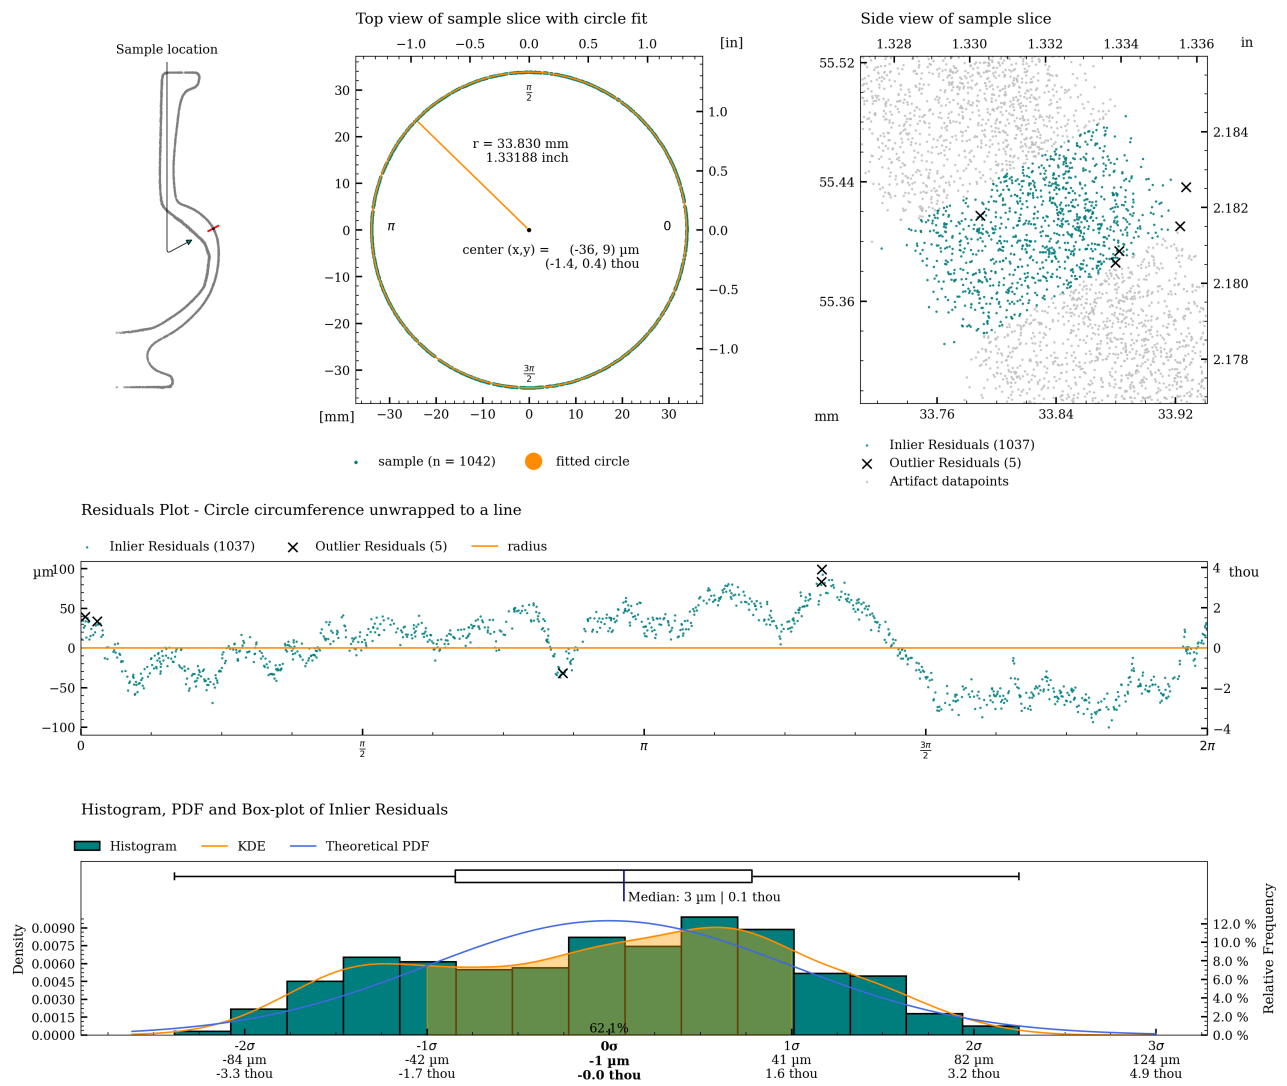 Sample location
Top view of sample slice with circle fit
−1.0 −0.5 0.0 0.5 1.0 [in]
30
20
10
0
−10
−20
−30
[mm]
1.0
0.5
0.0
−0.5
−1.0
π/2
π
0
3π/2
r = 33.830 mm
1.33188 inch
center (x,y) = (-36, 9) µm
(-1.4, 0.4) thou
−30 −20 −10 0 10 20 30
sample (n = 1042) fitted circle
Side view of sample slice
1.328 1.330 1.332 1.334 1.336 in
55.52
55.44
55.36
2.184
2.182
2.180
2.178
mm 33.76 33.84 33.92
Inlier Residuals (1037)
Outlier Residuals (5)
Artifact datapoints
Residuals Plot - Circle circumference unwrapped to a line
Inlier Residuals (1037) Outlier Residuals (5) radius
µm
100
50
0
−50
−100
4 thou
2
0
−2
−4
0 π/2 π 3π/2 2π
Histogram, PDF and Box-plot of Inlier Residuals
Histogram KDE Theoretical PDF
Median: 3 µm | 0.1 thou
Density
0.0090
0.0075
0.0060
0.0045
0.0030
0.0015
0.0000
Relative Frequency
12.0 %
10.0 %
8.0 %
6.0 %
4.0 %
2.0 %
0.0 %
62.1%
-2σ -1σ 0σ 1σ 2σ 3σ
-84 µm -42 µm -1 µm 41 µm 82 µm 124 µm
-3.3 thou -1.7 thou -0.0 thou 1.6 thou 3.2 thou 4.9 thou